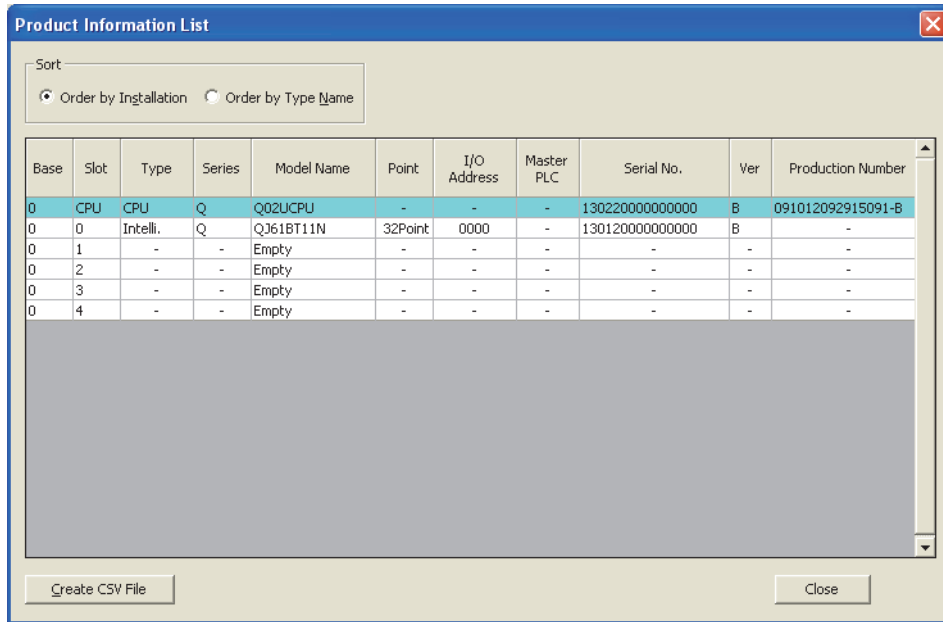 Product Information List
Sort
Order by Installation Order by Type Name
Base Slot Type Series Model Name Point I/O Address Master PLC Serial No. Ver Production Number
0 CPU CPU Q Q02UCPU - - - 130220000000000 B 091012092915091-B
0 0 Intelli. Q QJ61BT11N 32Point 0000 - 130120000000000 B -
0 1 - - Empty - - - - - -
0 2 - - Empty - - - - - -
0 3 - - Empty - - - - - -
0 4 - - Empty - - - - - -
Create CSV File Close